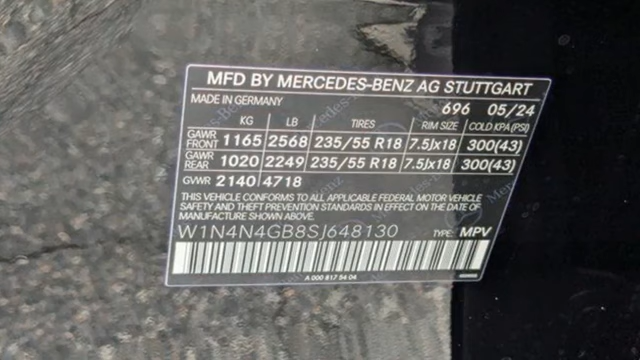 MFD BY MERCEDES-BENZ AG STUTTGART
MADE IN GERMANY 696 05/24
KG LB TIRES RIM SIZE COLD KPA(PSI)
GAWR FRONT 1165 2568 235/55 R18 7.5Jx18 300(43)
GAWR REAR 1020 2249 235/55 R18 7.5Jx18 300(43)
GVWR 2140 4718
THIS VEHICLE CONFORMS TO ALL APPLICABLE FEDERAL MOTOR VEHICLE
SAFETY, BUMPER, AND THEFT PREVENTION STANDARDS IN EFFECT ON
THE DATE OF MANUFACTURE SHOWN ABOVE.
W1N4N4GB8SJ648130 TYPE: MPV
A 000 817 54 04